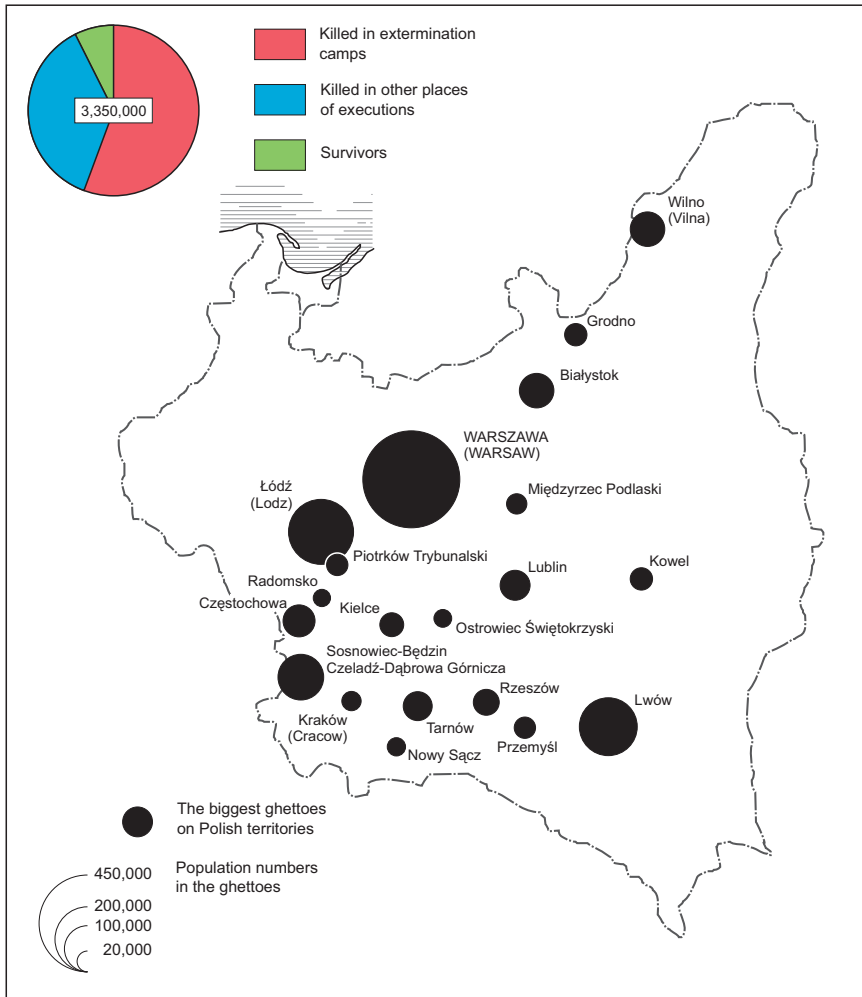 3,350,000
Killed in extermination
camps
Killed in other places
of executions
Survivors
Wilno
(Vilna)
Grodno
Białystok
WARSZAWA
(WARSAW)
Łódź
(Lodz)
Międzyrzec Podlaski
Piotrków Trybunalski
Lublin
Kowel
Radomsko
Częstochowa
Kielce
Ostrowiec Świętokrzyski
Sosnowiec-Będzin
Czeladź-Dąbrowa Górnicza
Rzeszów
Lwów
Kraków
(Cracow)
Tarnów
Przemyśl
Nowy Sącz
The biggest ghettoes
on Polish territories
Population numbers
in the ghettoes
450,000
200,000
100,000
20,000